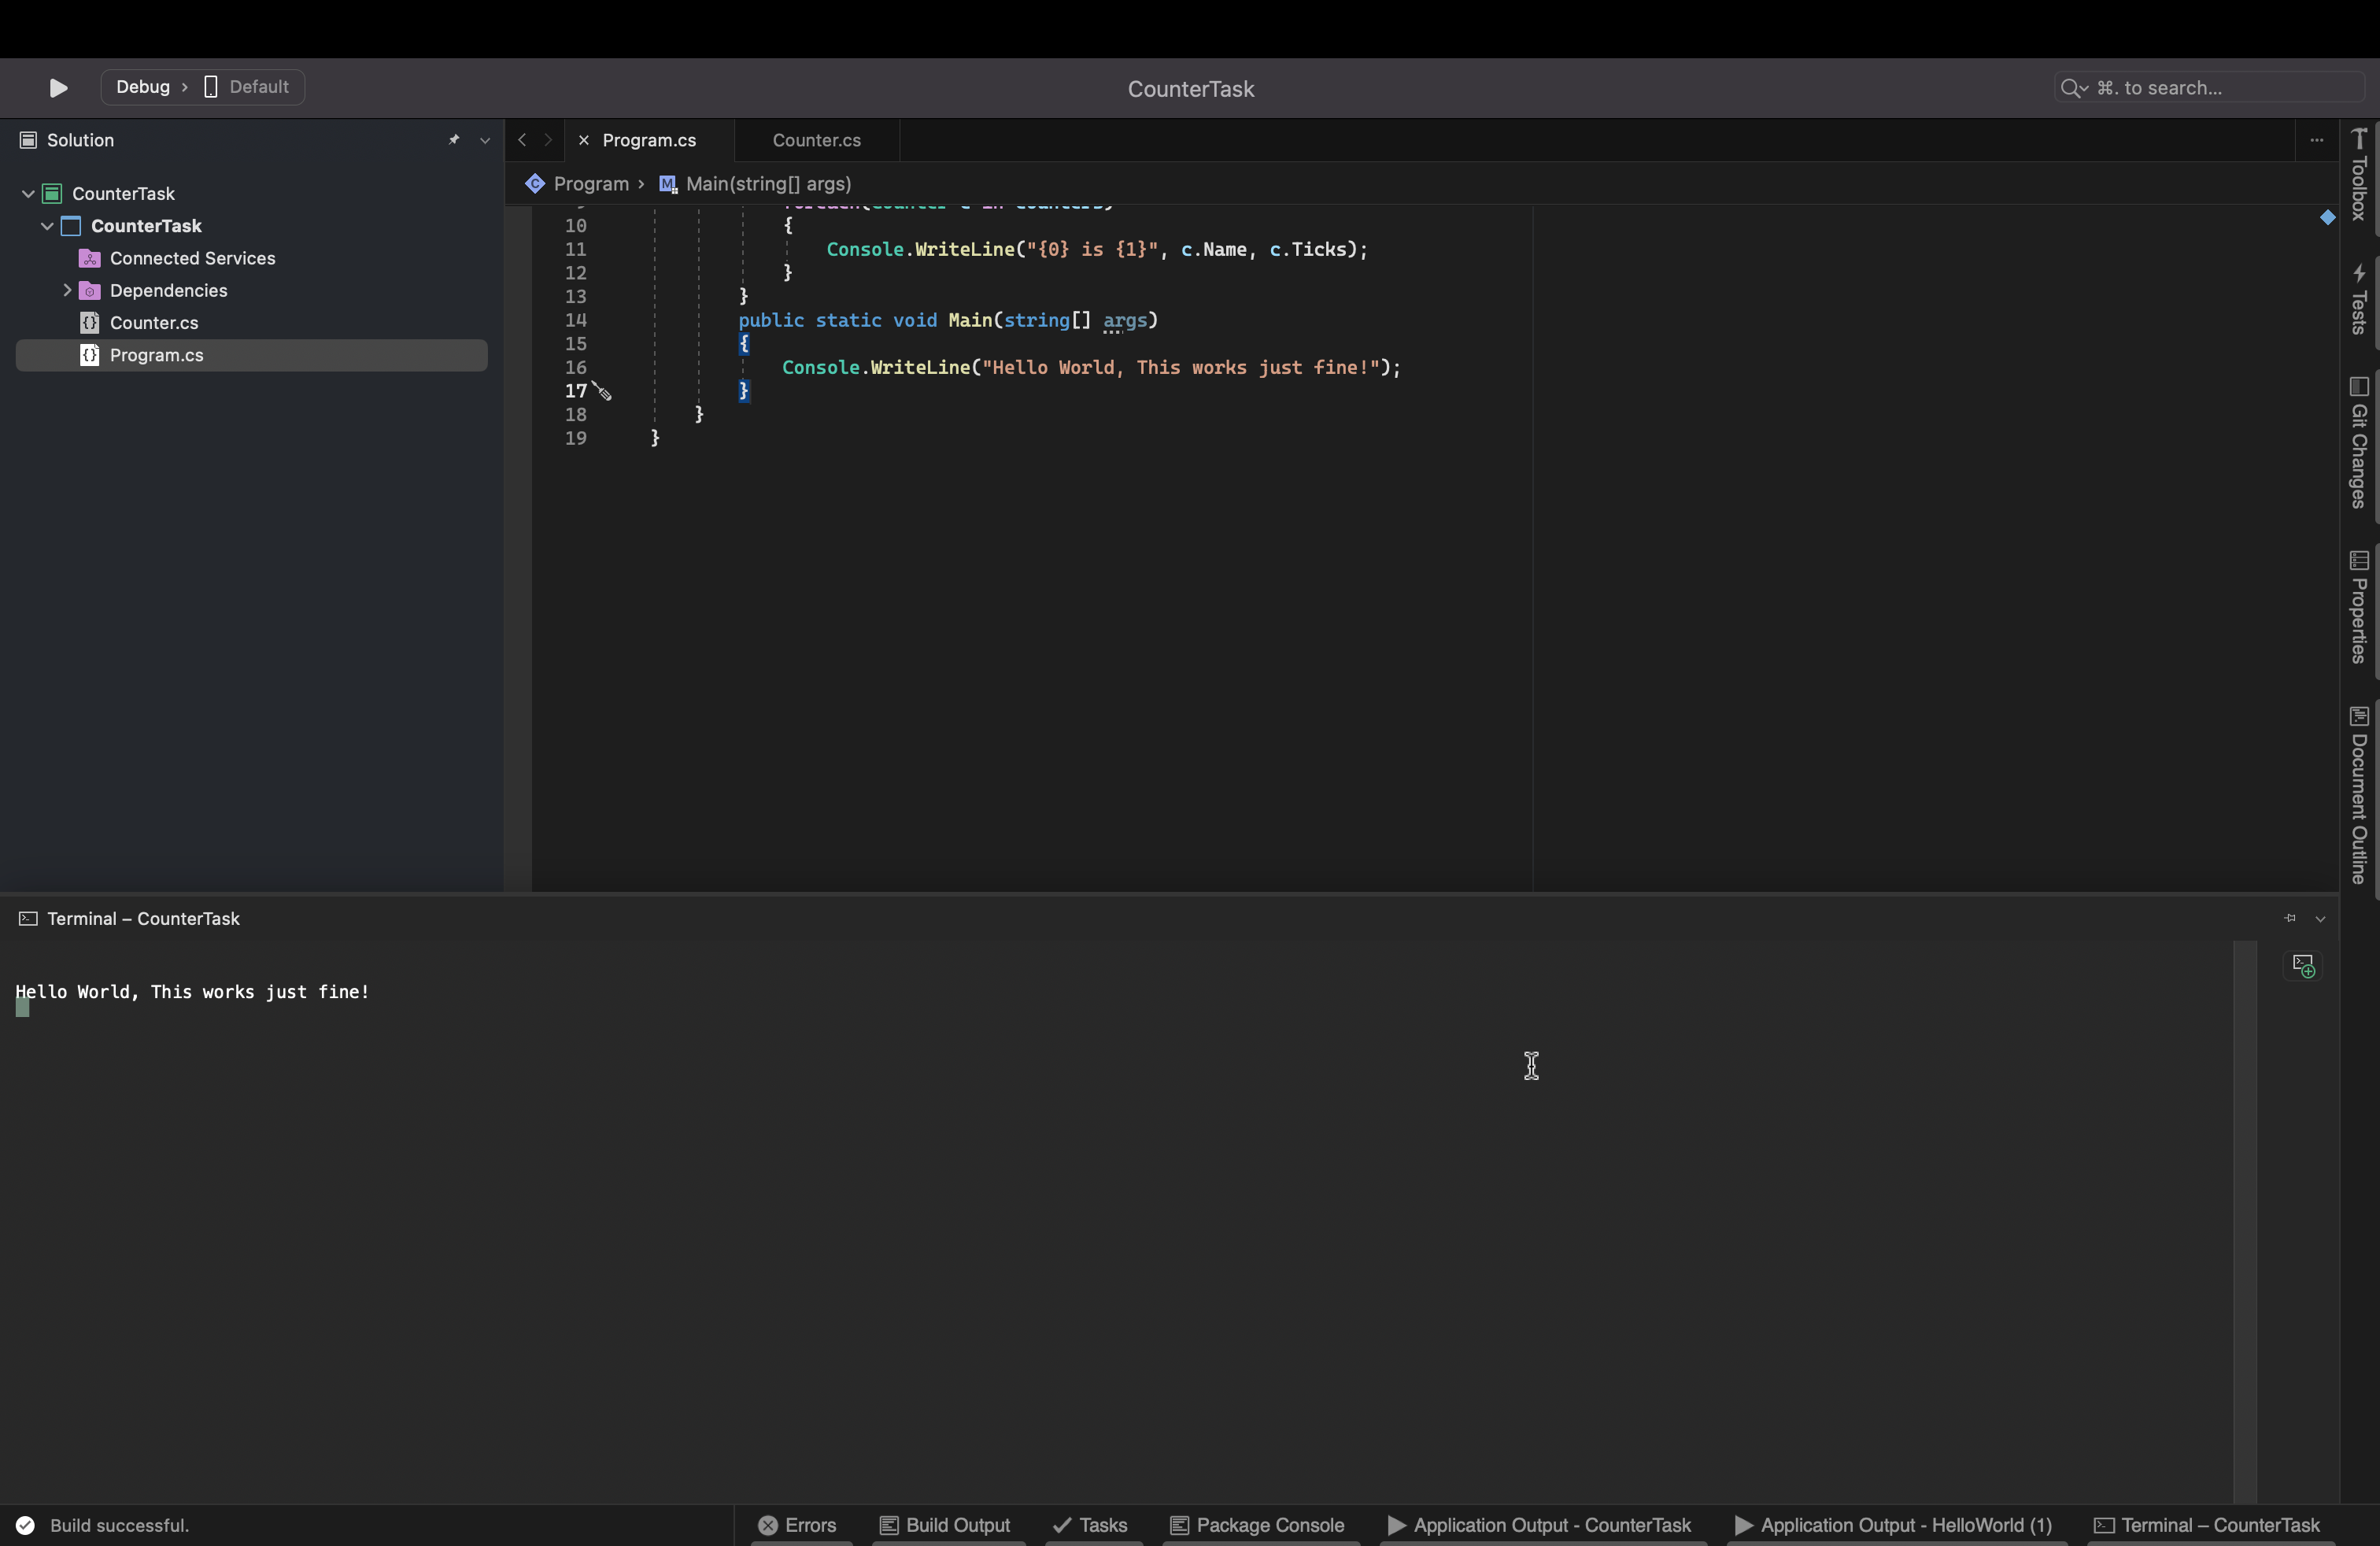 Debug › Default
CounterTask
⌘. to search...
Solution
Program.cs
Counter.cs
Program › Main(string[] args)
CounterTask
CounterTask
Connected Services
Dependencies
Counter.cs
Program.cs
10 {
11 Console.WriteLine("{0} is {1}", c.Name, c.Ticks);
12 }
13 }
14 public static void Main(string[] args)
15 {
16 Console.WriteLine("Hello World, This works just fine!");
17 }
18 }
19 }
Toolbox
Tests
Git Changes
Properties
Document Outline
Terminal – CounterTask
Hello World, This works just fine!
Build successful.
Errors
Build Output
Tasks
Package Console
Application Output - CounterTask
Application Output - HelloWorld (1)
Terminal – CounterTask